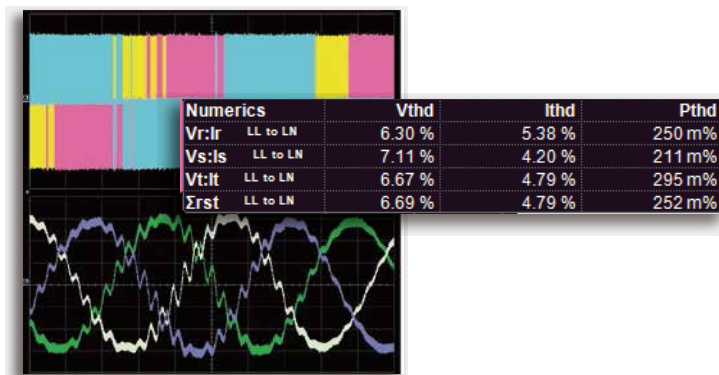 Numerics Vthd Ithd Pthd
Vr:Ir LL to LN 6.30 % 5.38 % 250 m%
Vs:Is LL to LN 7.11 % 4.20 % 211 m%
Vt:It LL to LN 6.67 % 4.79 % 295 m%
Σrst LL to LN 6.69 % 4.79 % 252 m%